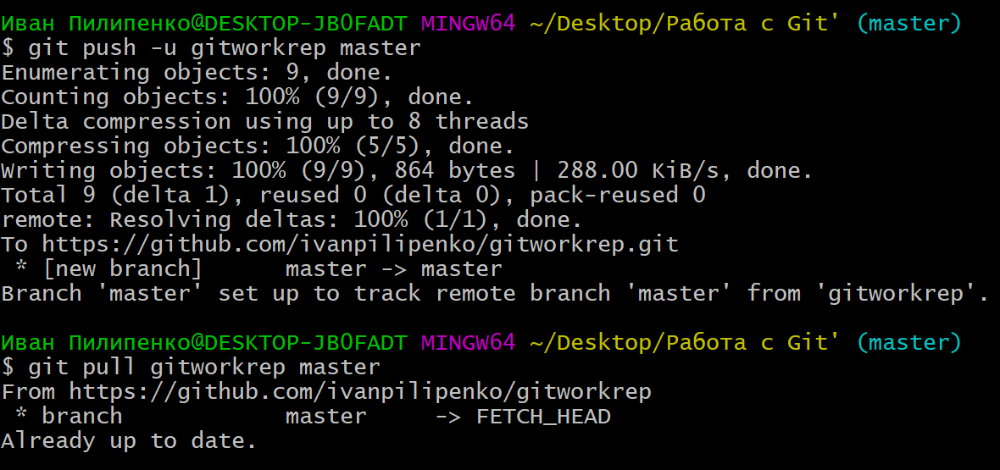 Иван Пилипенко@DESKTOP-JB0FADT MINGW64 ~/Desktop/Работа с Git' (master)
$ git push -u gitworkrep master
Enumerating objects: 9, done.
Counting objects: 100% (9/9), done.
Delta compression using up to 8 threads
Compressing objects: 100% (5/5), done.
Writing objects: 100% (9/9), 864 bytes | 288.00 KiB/s, done.
Total 9 (delta 1), reused 0 (delta 0), pack-reused 0
remote: Resolving deltas: 100% (1/1), done.
To https://github.com/ivanpilipenko/gitworkrep.git
 * [new branch]      master -> master
Branch 'master' set up to track remote branch 'master' from 'gitworkrep'.

Иван Пилипенко@DESKTOP-JB0FADT MINGW64 ~/Desktop/Работа с Git' (master)
$ git pull gitworkrep master
From https://github.com/ivanpilipenko/gitworkrep
 * branch            master     -> FETCH_HEAD
Already up to date.